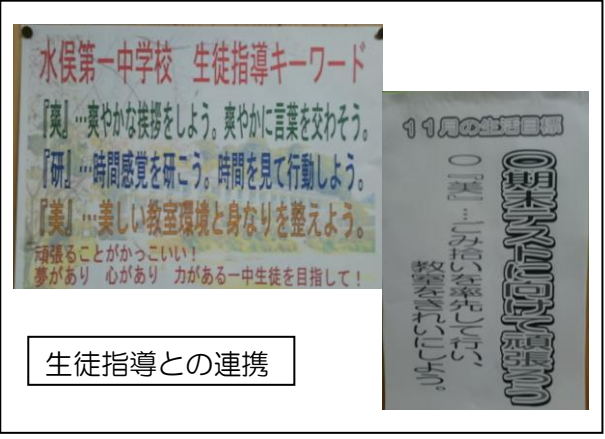 水俣第一中学校 生徒指導キーワード
『爽』…爽やかな挨拶をしよう。爽やかに言葉を交わそう。
『研』…時間感覚を研こう。時間を見て行動しよう。
『美』…美しい教室環境と身なりを整えよう。
頑張ることがかっこいい!
夢があり 心があり 力がある一中生徒を目指して!
11月の生活目標
〇期末テストに向けて頑張ろう
〇『美』…ごみ拾いを率先して行い、
教室をきれいにしよう。
生徒指導との連携